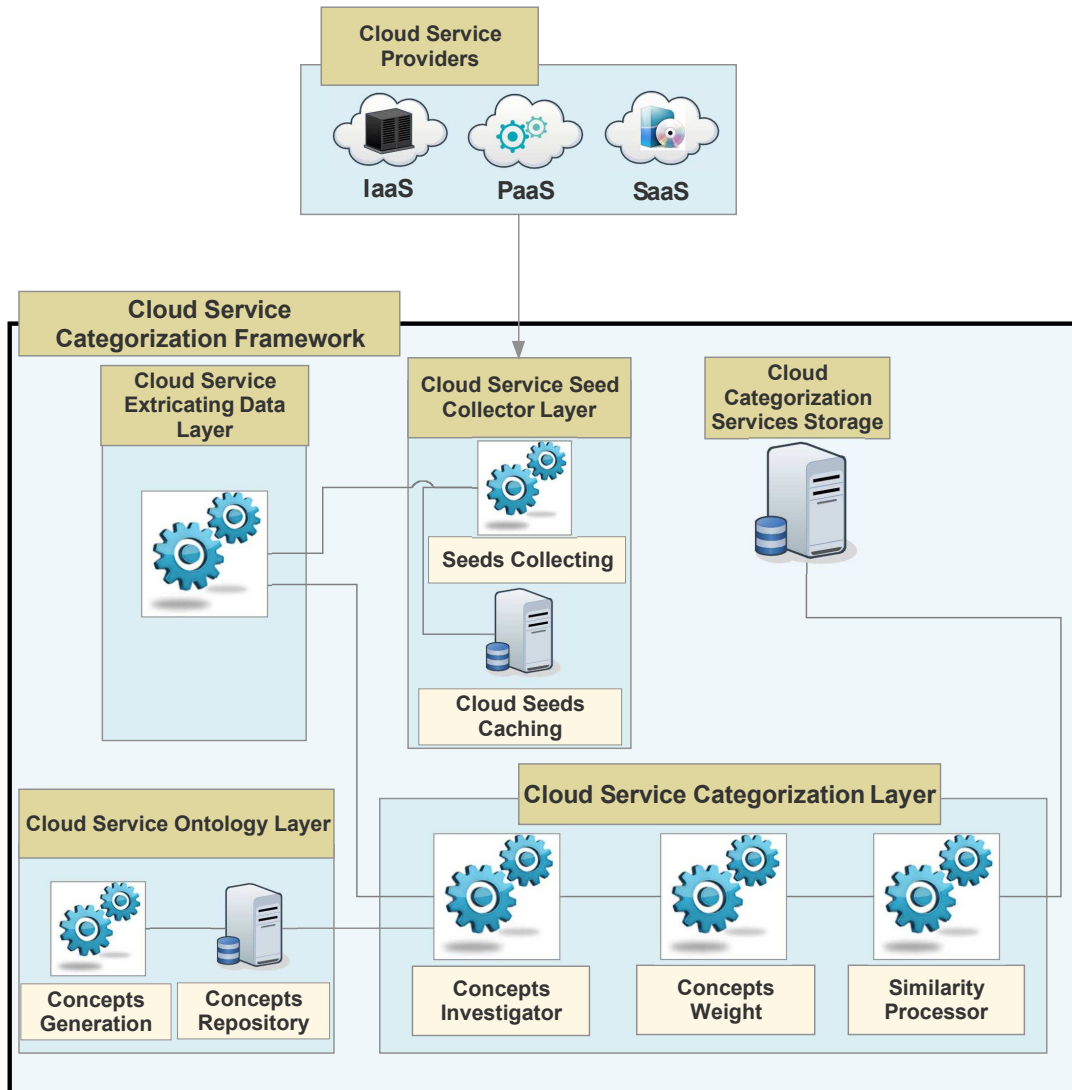 Cloud Service
Providers
IaaS
PaaS
SaaS
Cloud Service
Categorization Framework
Cloud Service
Extricating Data
Layer
Cloud Service Seed
Collector Layer
Cloud
Categorization
Services Storage
Seeds Collecting
Cloud Seeds
Caching
Cloud Service Ontology Layer
Cloud Service Categorization Layer
Concepts
Generation
Concepts
Repository
Concepts
Investigator
Concepts
Weight
Similarity
Processor